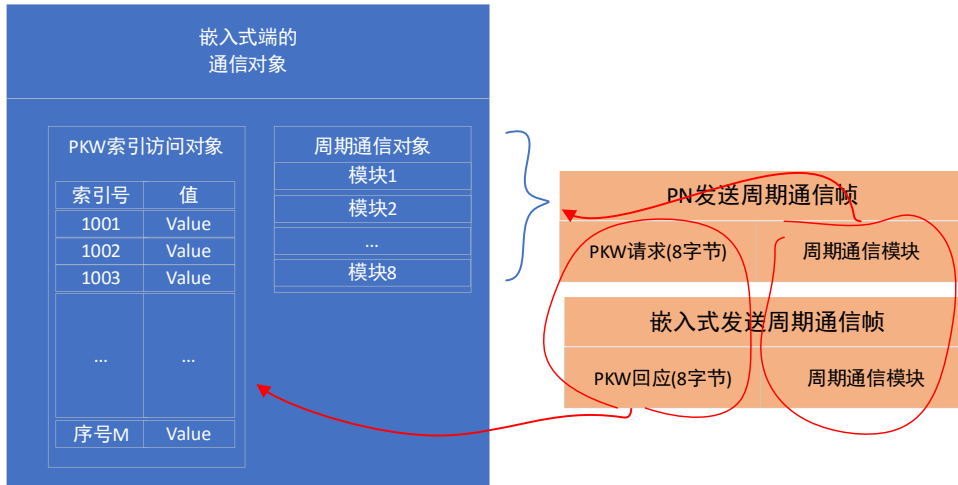 嵌入式端的
通信对象
PKW索引访问对象
索引号 值
1001 Value
1002 Value
1003 Value
... ...
序号M Value
周期通信对象
模块1
模块2
...
模块8
PN发送周期通信帧
PKW请求(8字节) 周期通信模块
嵌入式发送周期通信帧
PKW回应(8字节) 周期通信模块